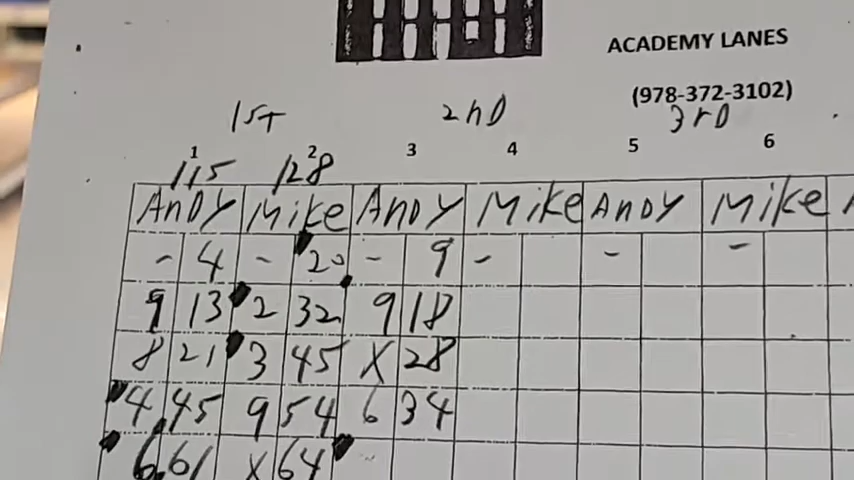 ACADEMY LANES
(978-372-3102)
1ST 2ND 3RD
1 2 3 4 5 6
115 128
ANDY MIKE ANDY MIKE ANDY MIKE
- 4 - 20 - 9 - - -
9 13 2 32 9 18
8 21 3 45 X 28
4 45 9 54 6 34
6 61 X 64